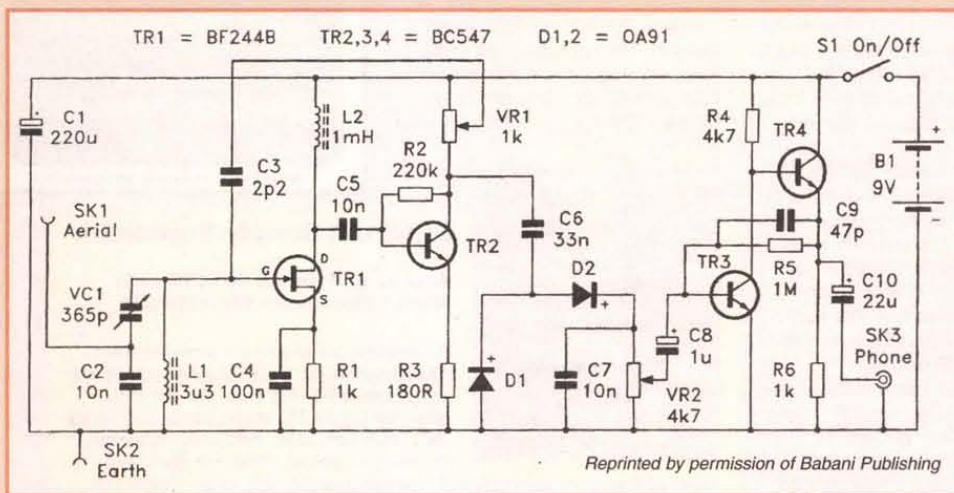 TR1 = BF244B TR2,3,4 = BC547 D1,2 = OA91
S1 On/Off
C1
220u
L2
1mH
VR1
1k
R4
4k7
TR4
B1
9V
+
−
C3
2p2
R2
220k
C5
10n
SK1
Aerial
C6
33n
C9
47p
TR2
D2
+
TR3
R5
1M
G
D
S
TR1
VC1
365p
C10
22u
+
C8
1u
+
SK3
Phone
C2
10n
L1
3u3
C4
100n
R1
1k
R3
180R
D1
+
C7
10n
VR2
4k7
R6
1k
SK2
Earth
Reprinted by permission of Babani Publishing